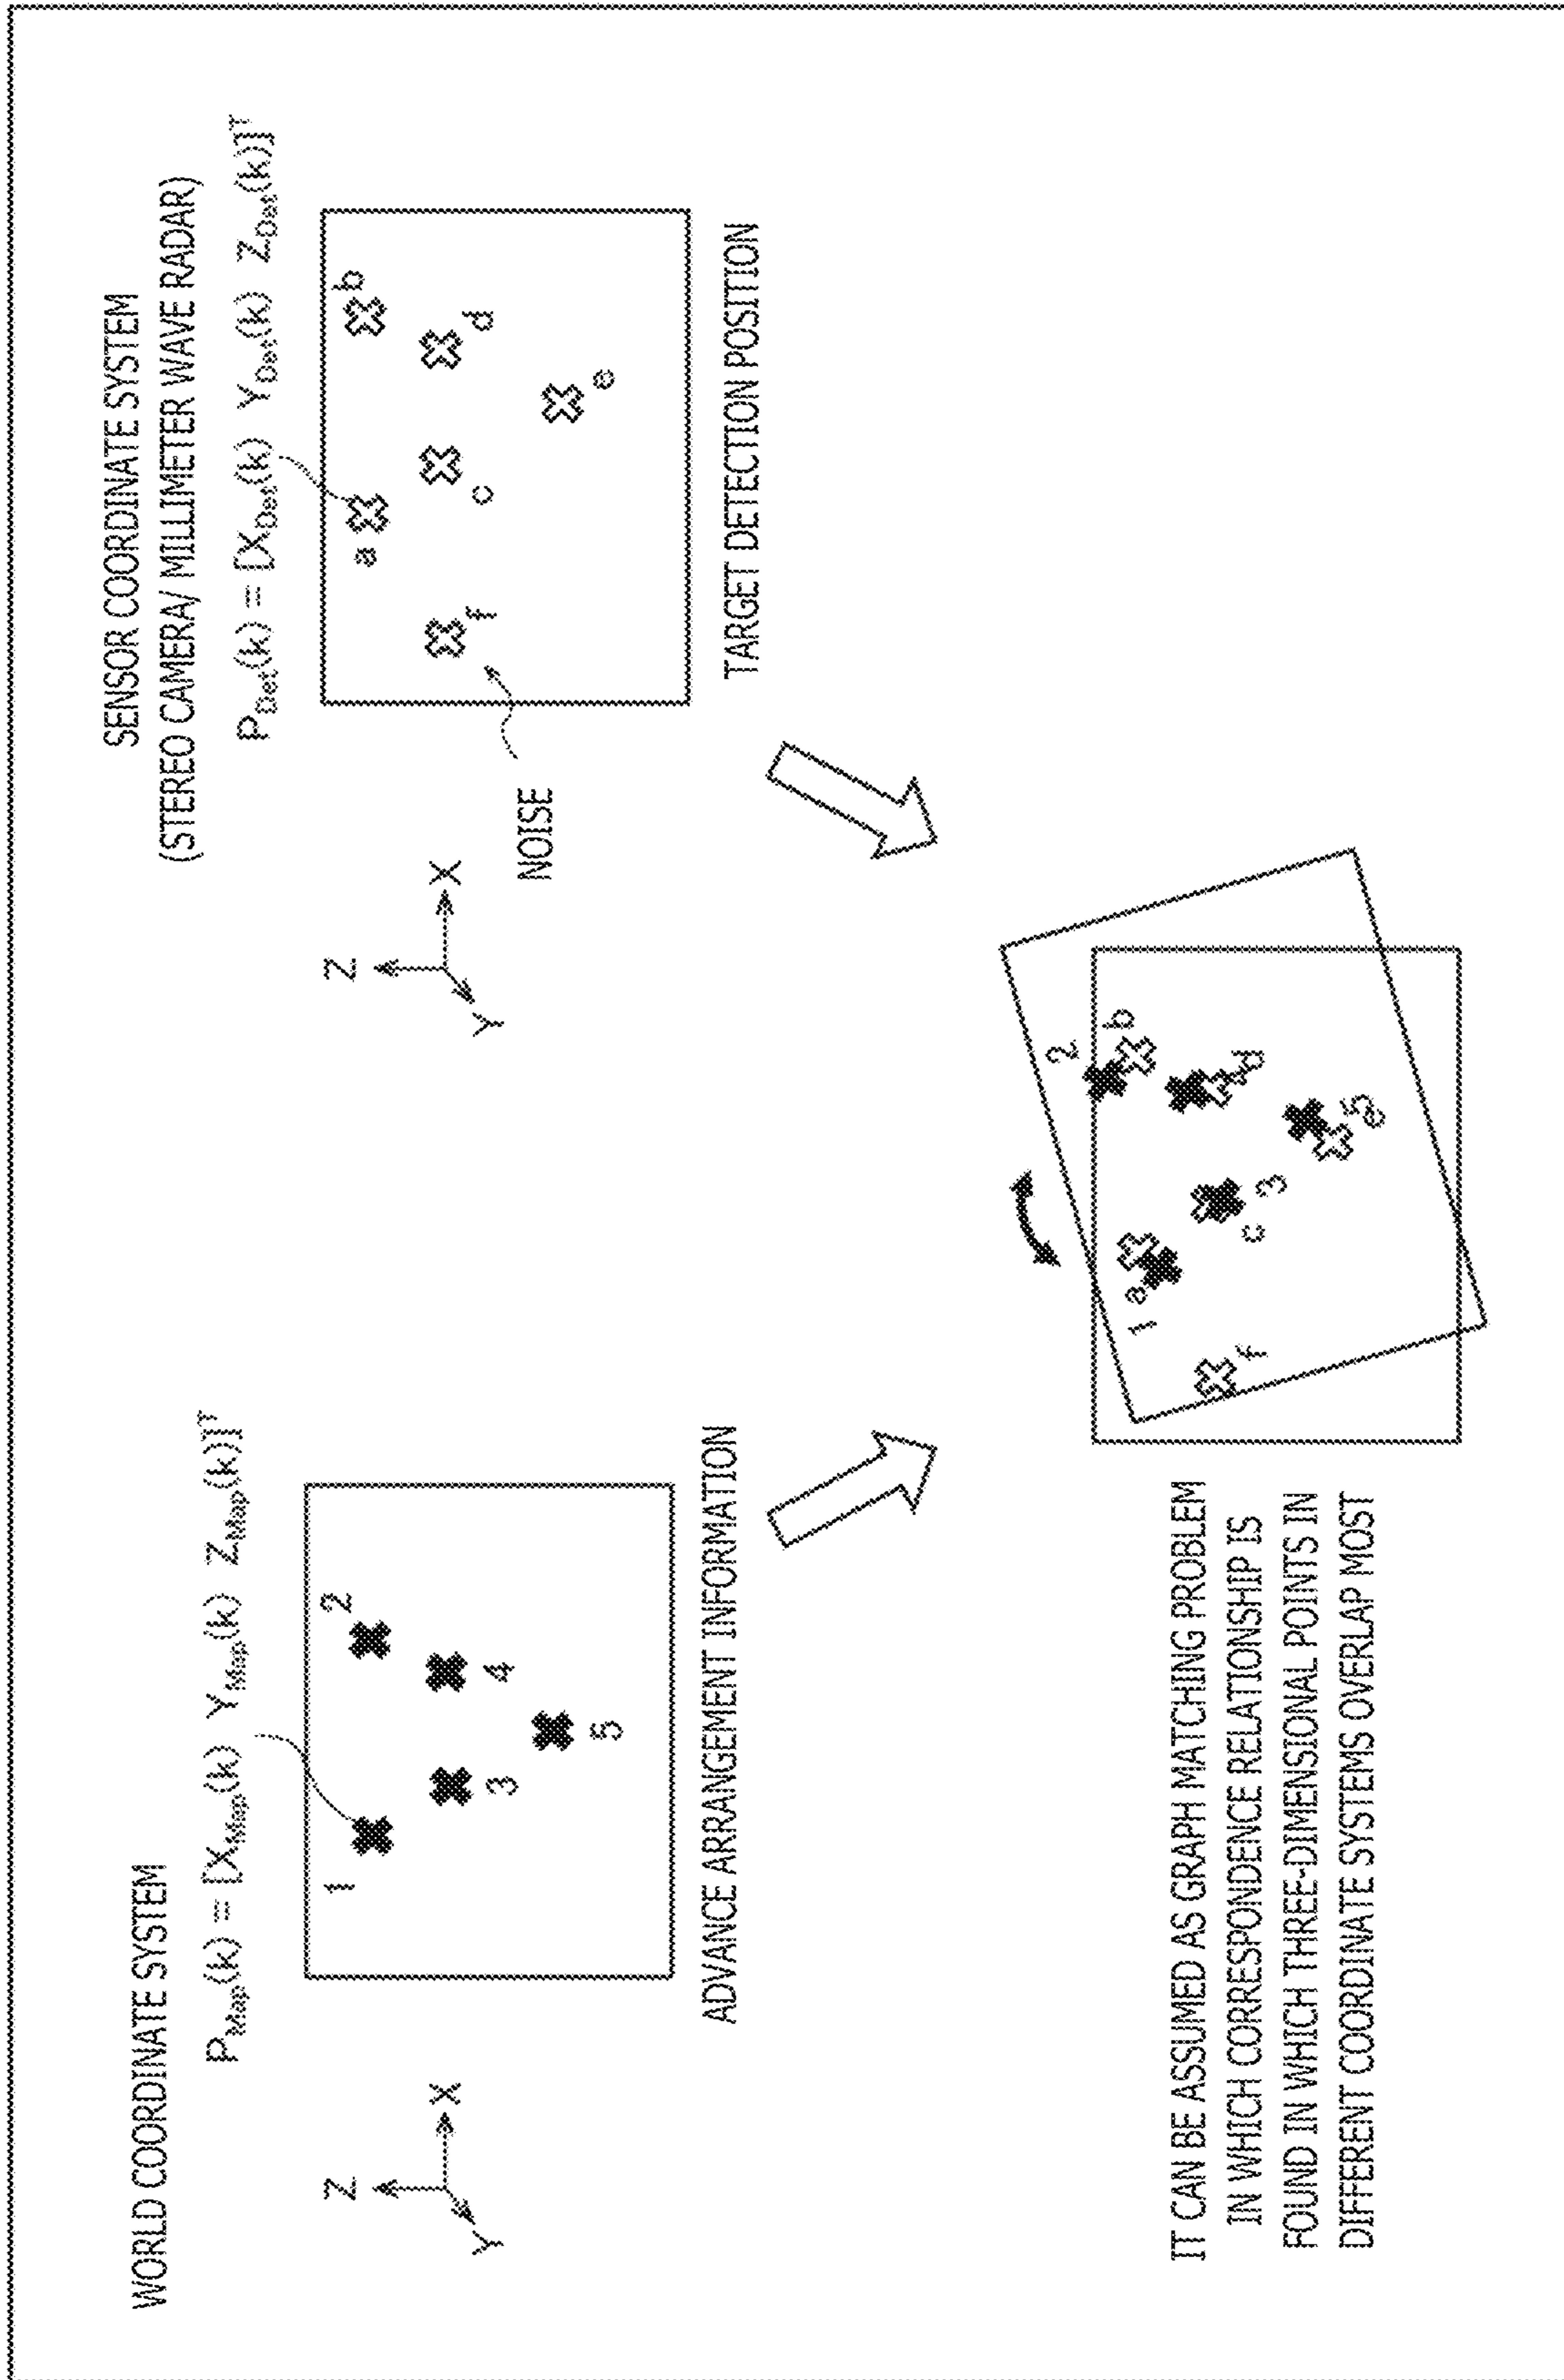 WORLD COORDINATE SYSTEM
P_Map(k) = [X_Map(k) Y_Map(k) Z_Map(k)]^T
Z
X
Y
1
2
3
4
5
ADVANCE ARRANGEMENT INFORMATION
SENSOR COORDINATE SYSTEM
(STEREO CAMERA/ MILLIMETER WAVE RADAR)
P_Det(k) = [X_Det(k) Y_Det(k) Z_Det(k)]^T
Z
X
Y
NOISE
a
b
c
d
e
f
TARGET DETECTION POSITION
IT CAN BE ASSUMED AS GRAPH MATCHING PROBLEM
IN WHICH CORRESPONDENCE RELATIONSHIP IS
FOUND IN WHICH THREE-DIMENSIONAL POINTS IN
DIFFERENT COORDINATE SYSTEMS OVERLAP MOST
1
a
2
b
c
3
d
5
e
f